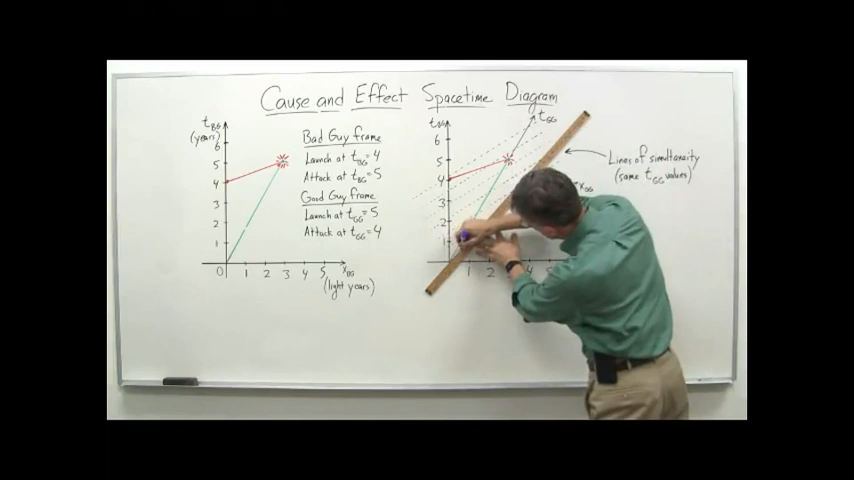 Cause and Effect Spacetime Diagram
t_BG
(years)
6
5
4
3
2
1
0 1 2 3 4 5 x_BG
(light years)
Bad Guy frame
Launch at t_BG=4
Attack at t_BG=5
Good Guy frame
Launch at t_GG=5
Attack at t_GG=4
t_BG
t_GG
6
5
4
3
2
1
1 2 4 5
Lines of simultaneity
(same t_GG values)